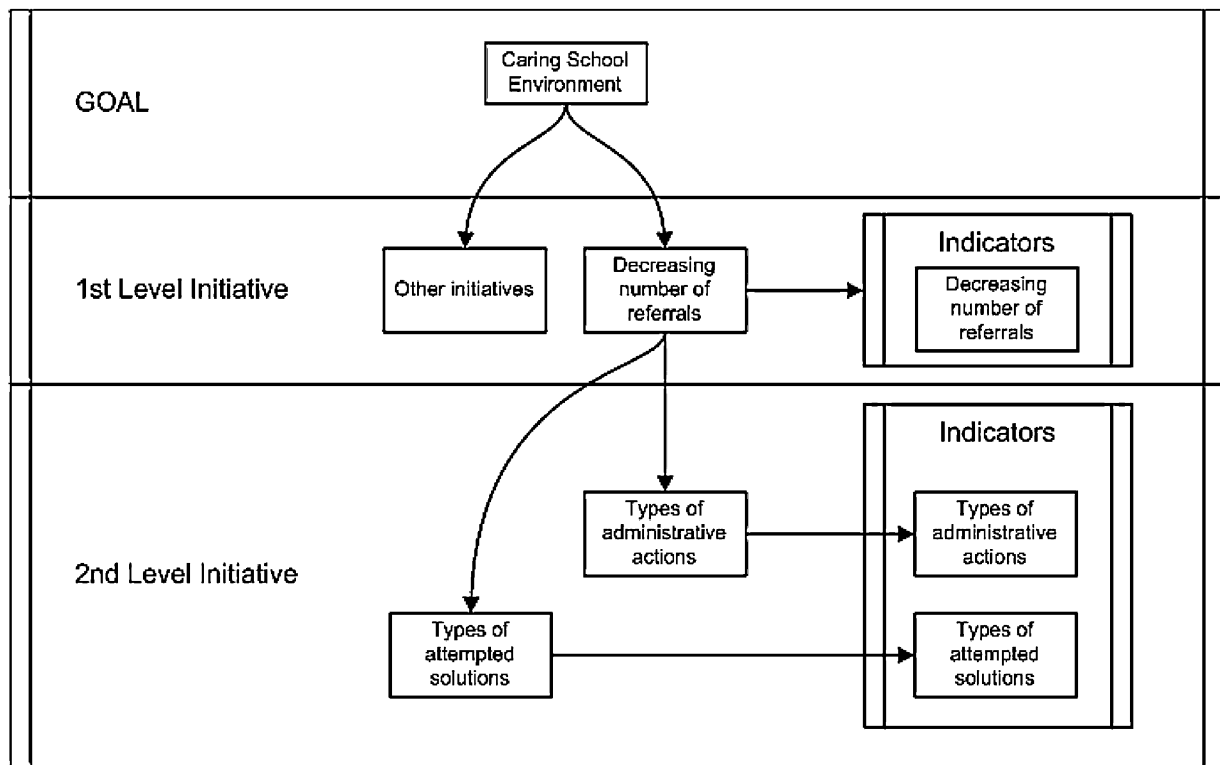 Caring School
Environment
GOAL
1st Level Initiative
Other initiatives
Decreasing
number of
referrals
Indicators
Decreasing
number of
referrals
2nd Level Initiative
Types of
administrative
actions
Types of
attempted
solutions
Indicators
Types of
administrative
actions
Types of
attempted
solutions